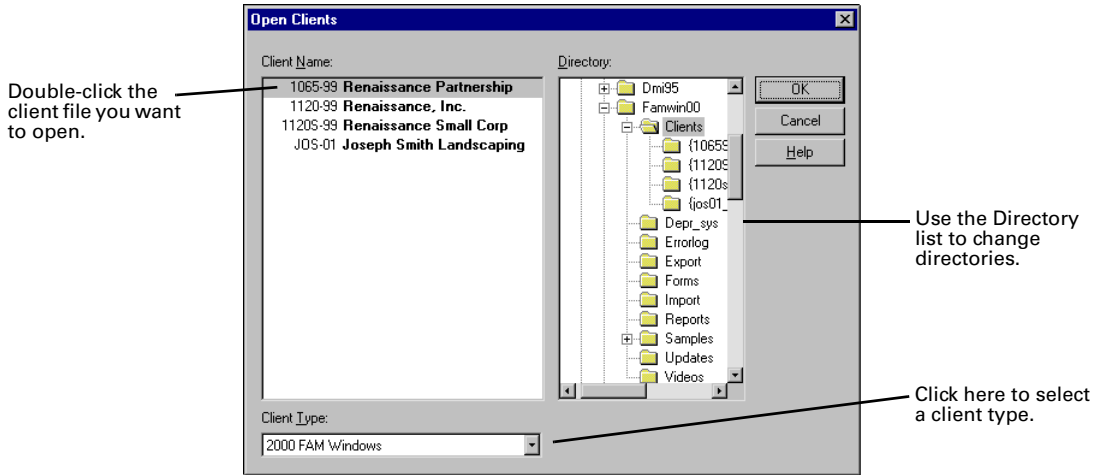 Open Clients
Client Name:
1065-99 Renaissance Partnership
1120-99 Renaissance, Inc.
1120S-99 Renaissance Small Corp
JOS-01 Joseph Smith Landscaping
Directory:
Dmi95
Famwin00
Clients
{1065S
{1120S
{1120s
{jos01_
Depr_sys
Errorlog
Export
Forms
Import
Reports
Samples
Updates
Videos
OK
Cancel
Help
Client Type:
2000 FAM Windows
Double-click the
client file you want
to open.
Use the Directory
list to change
directories.
Click here to select
a client type.